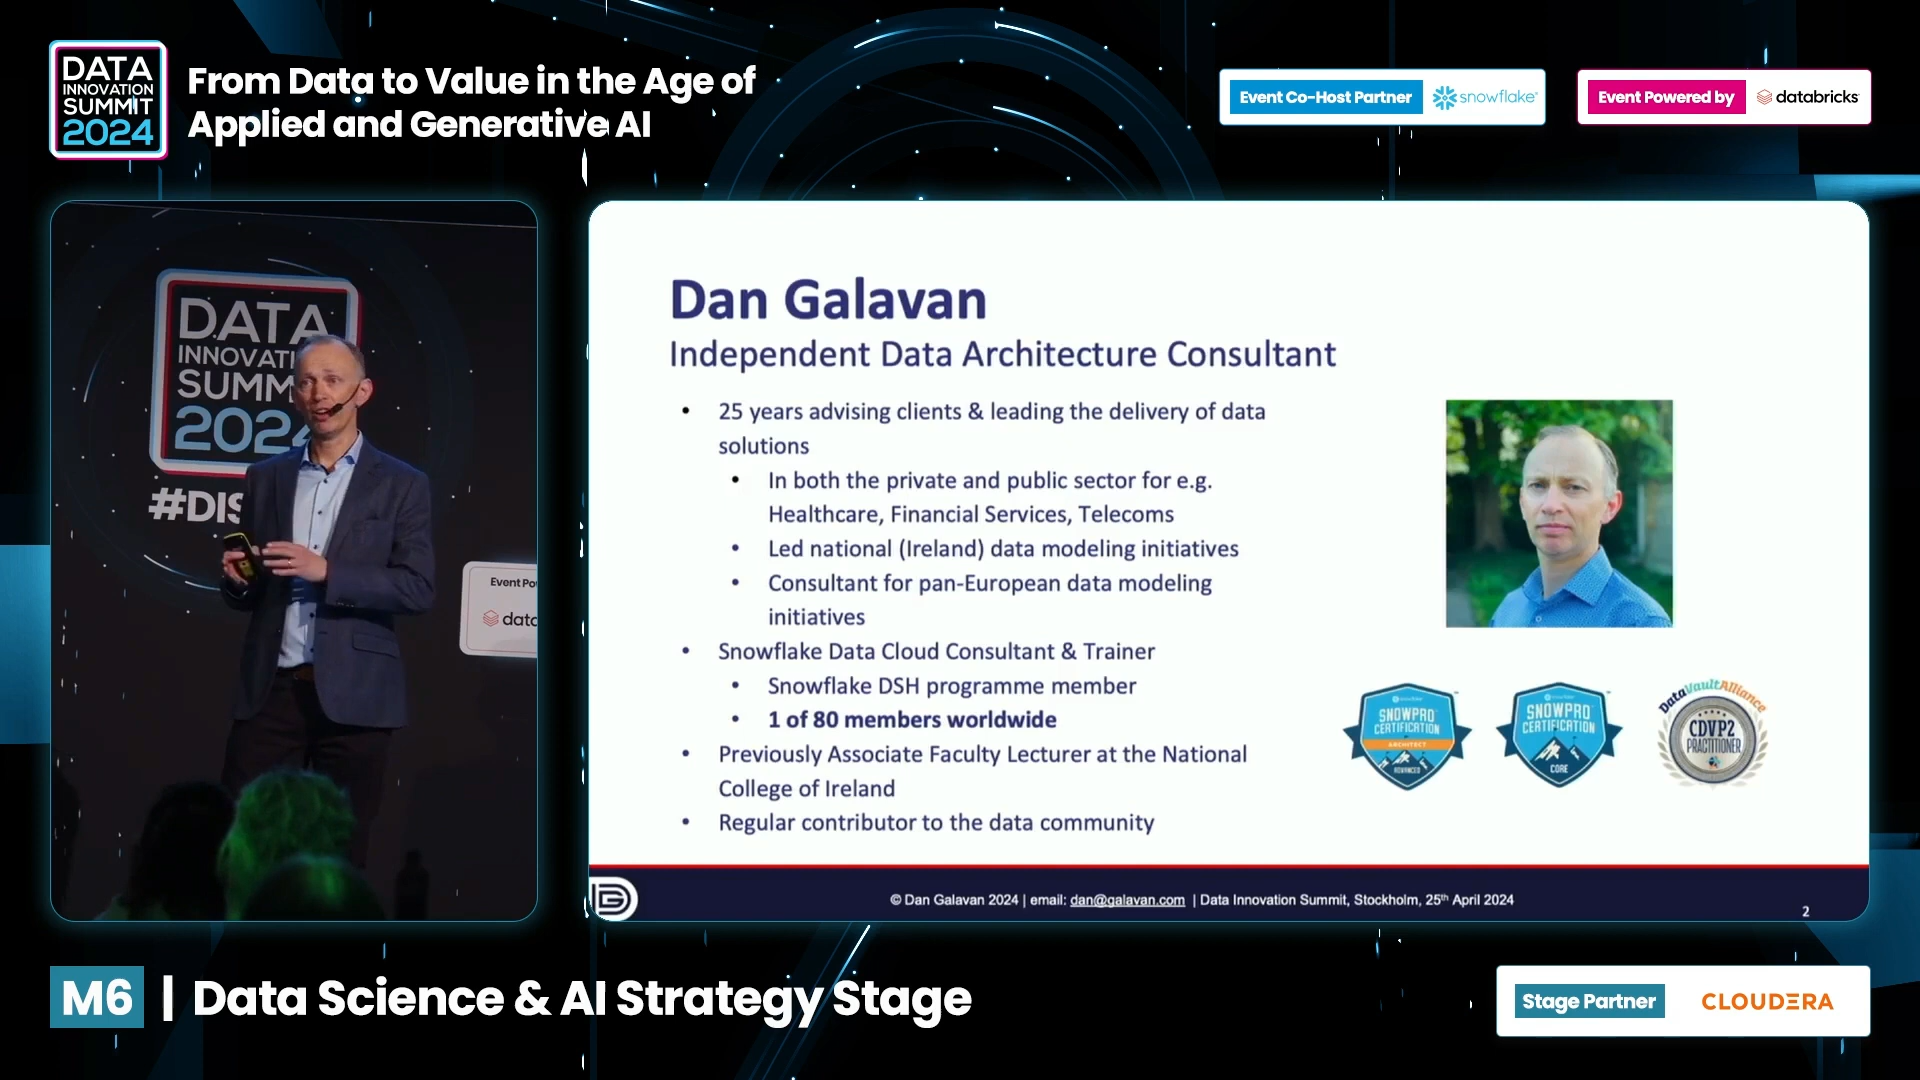 DATA
INNOVATION
SUMMIT
2024
From Data to Value in the Age of
Applied and Generative AI
Event Co-Host Partner
snowflake
Event Powered by
databricks
DATA
INNOVATI
SUMM
2024
#DIS
Event Po
data
Dan Galavan
Independent Data Architecture Consultant
• 25 years advising clients & leading the delivery of data
solutions
• In both the private and public sector for e.g.
Healthcare, Financial Services, Telecoms
• Led national (Ireland) data modeling initiatives
• Consultant for pan-European data modeling
initiatives
• Snowflake Data Cloud Consultant & Trainer
• Snowflake DSH programme member
• 1 of 80 members worldwide
• Previously Associate Faculty Lecturer at the National
College of Ireland
• Regular contributor to the data community
SNOWPRO
CERTIFICATION
ARCHITECT
ADVANCED
SNOWPRO
CERTIFICATION
CORE
DataVaultAlliance
CDVP2
PRACTITIONER
© Dan Galavan 2024 | email: dan@galavan.com | Data Innovation Summit, Stockholm, 25th April 2024
2
M6 | Data Science & AI Strategy Stage
Stage Partner
CLOUDERA